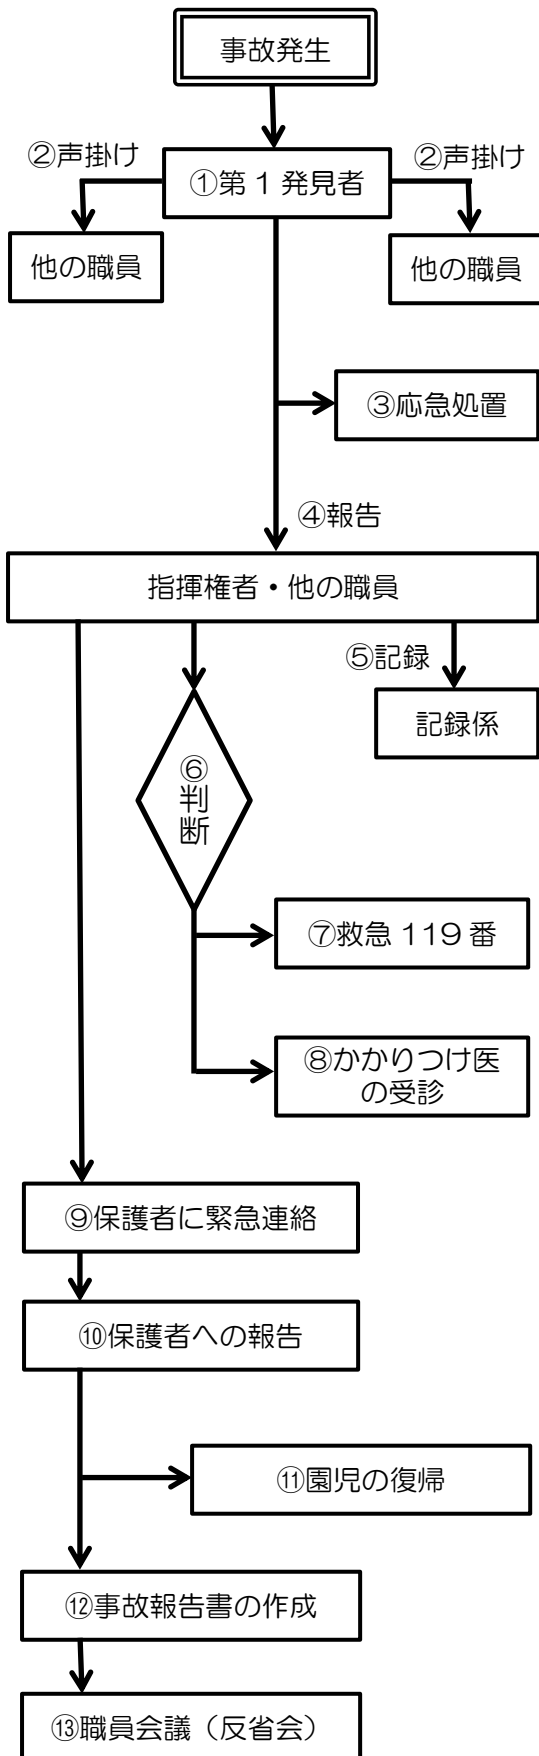 事故発生
②声掛け
②声掛け
①第１発見者
他の職員
他の職員
③応急処置
④報告
指揮権者・他の職員
⑤記録
記録係
⑥判断
⑦救急 119 番
⑧かかりつけ医
の受診
⑨保護者に緊急連絡
⑩保護者への報告
⑪園児の復帰
⑫事故報告書の作成
⑬職員会議（反省会）